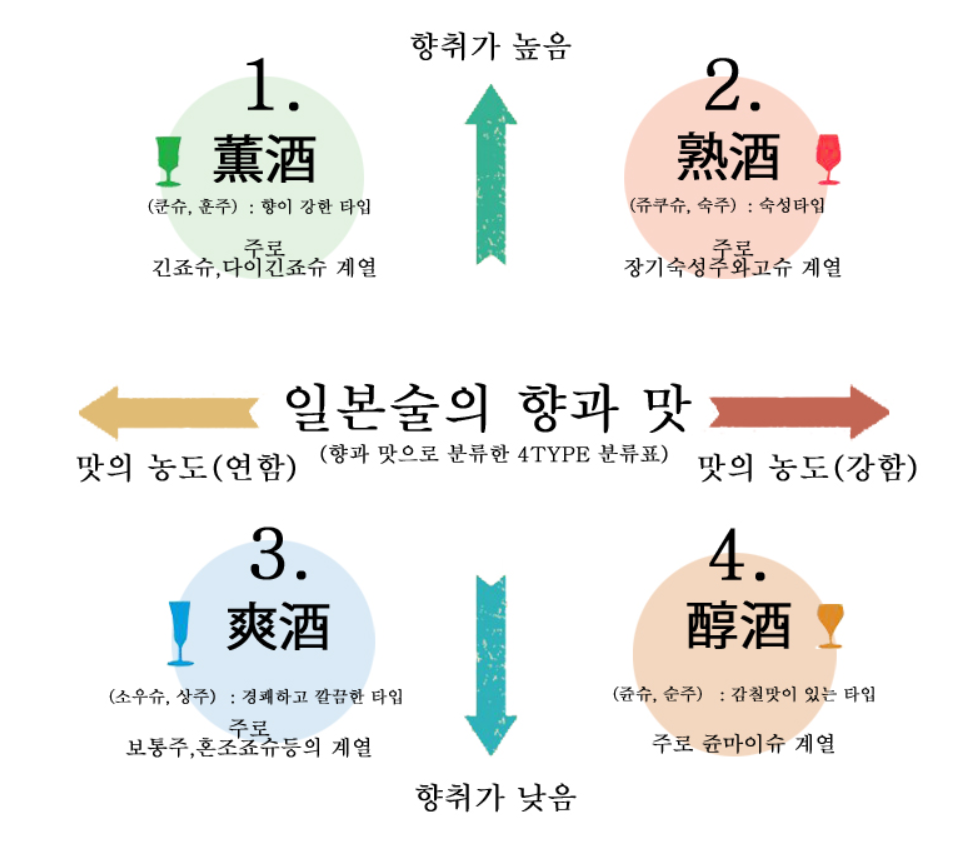 향취가 높음
1.
薫酒
(쿤슈, 훈주) : 향이 강한 타입
주로
긴죠슈,다이긴죠슈 계열
2.
熟酒
(쥬쿠슈, 숙주) : 숙성타입
주로
장기숙성주와고슈 계열
일본술의 향과 맛
(향과 맛으로 분류한 4TYPE 분류표)
맛의 농도(연함)
맛의 농도(강함)
3.
爽酒
(소우슈, 상주) : 경쾌하고 깔끔한 타입
주로
보통주,혼조죠슈등의 계열
4.
醇酒
(쥰슈, 순주) : 감칠맛이 있는 타입
주로 쥰마이슈 계열
향취가 낮음